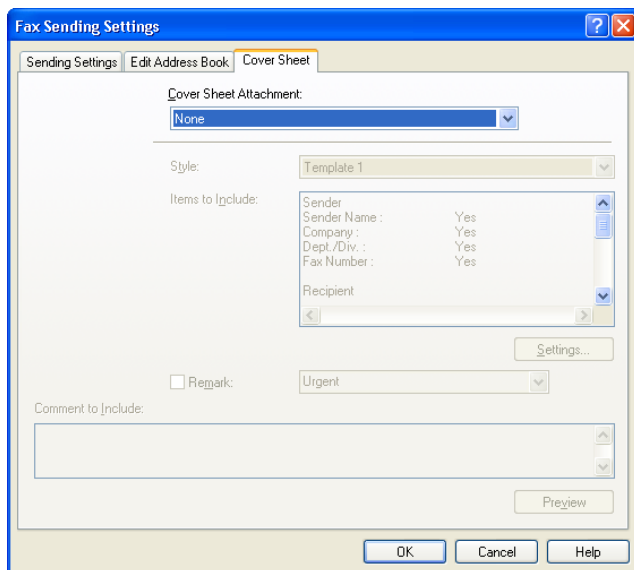 Fax Sending Settings
Sending Settings Edit Address Book Cover Sheet
Cover Sheet Attachment:
None
Style: Template 1
Items to Include: Sender
Sender Name : Yes
Company : Yes
Dept./Div. : Yes
Fax Number : Yes
Recipient
Settings...
Remark: Urgent
Comment to Include:
Preview
OK Cancel Help